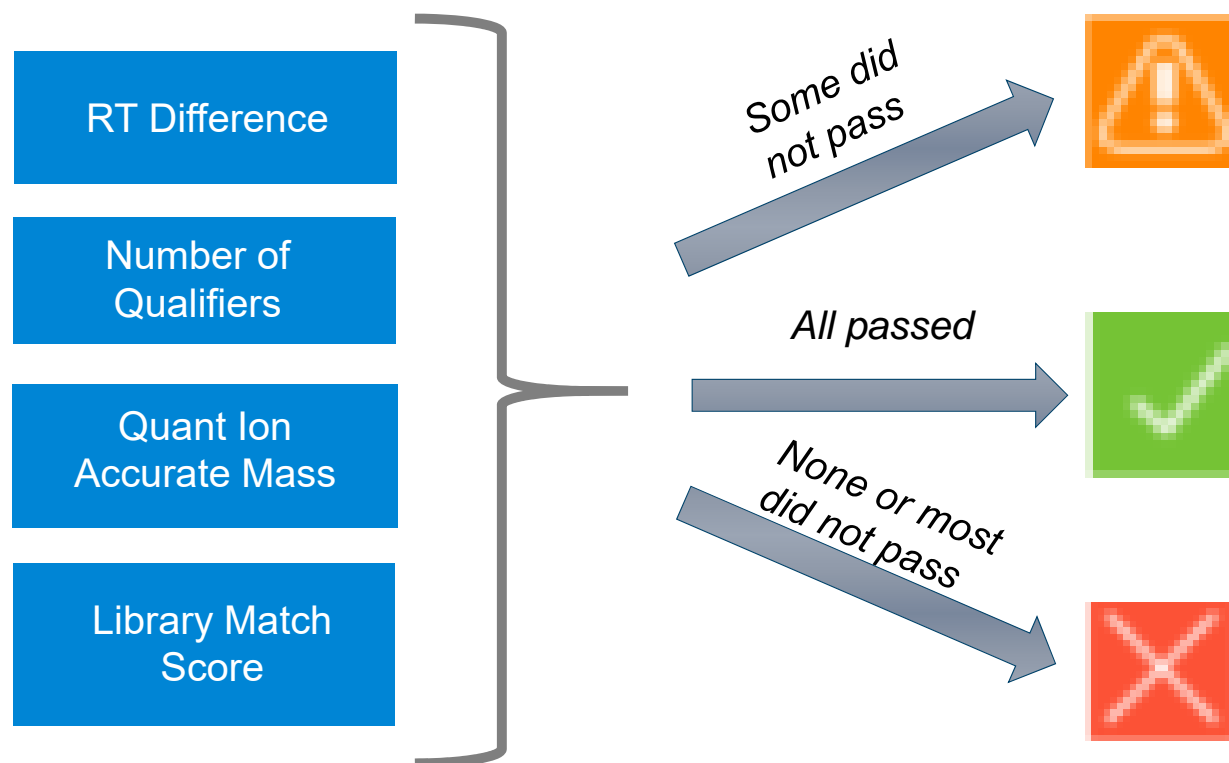 RT Difference
Number of
Qualifiers
Quant Ion
Accurate Mass
Library Match
Score
Some did
not pass
All passed
None or most
did not pass